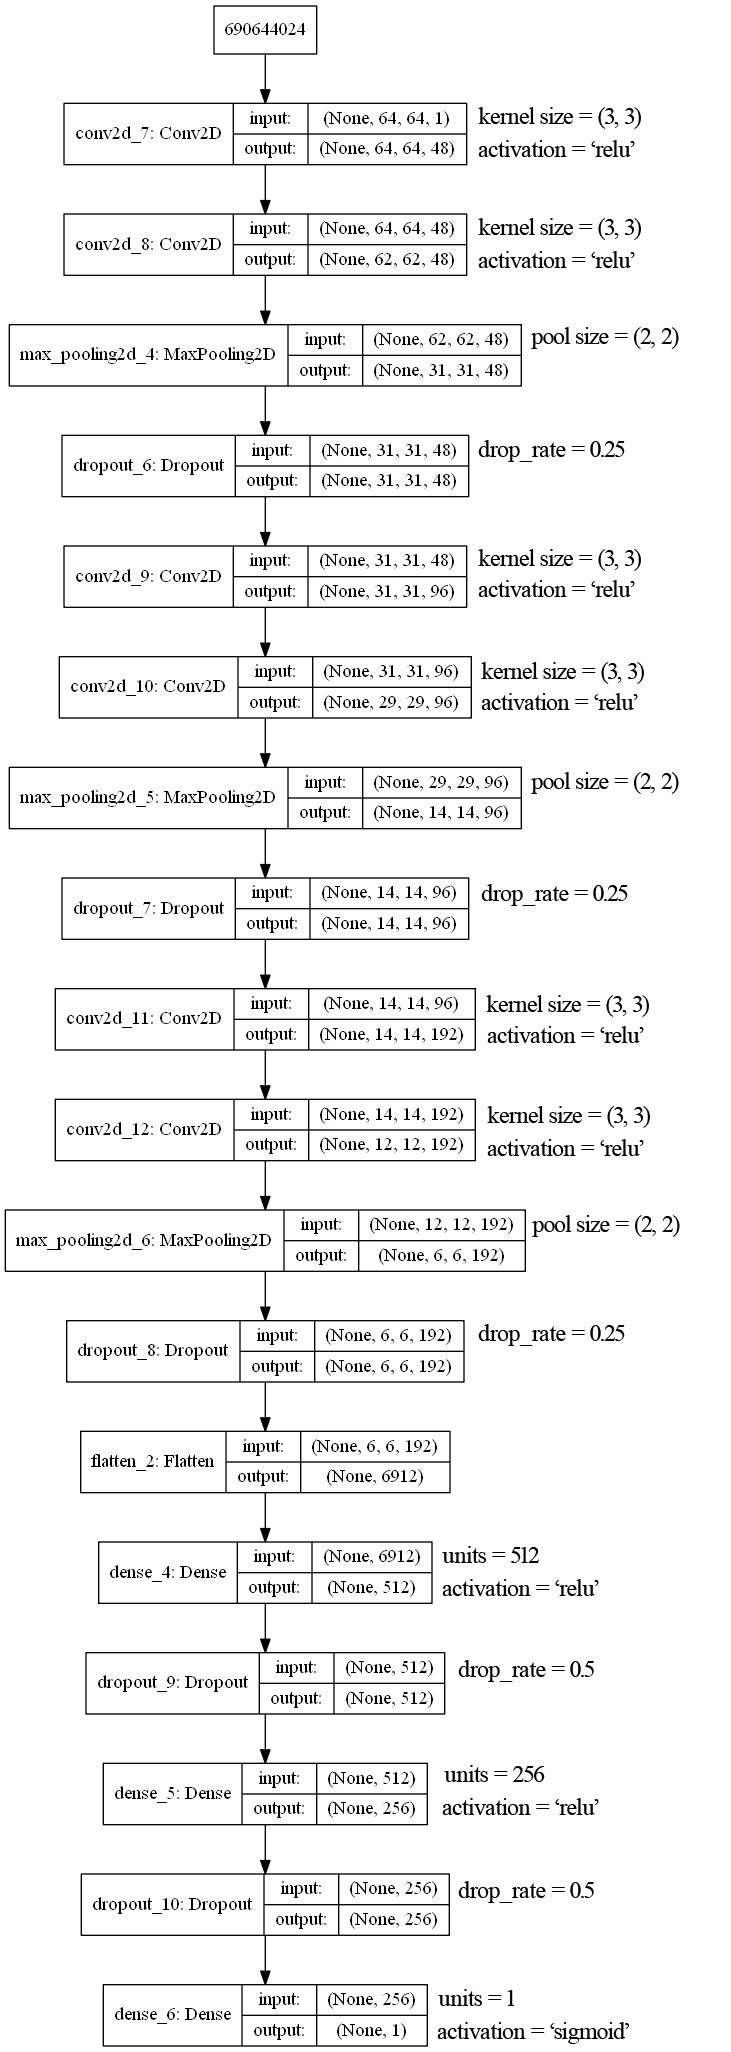 690644024
conv2d_7: Conv2D
input: (None, 64, 64, 1)
output: (None, 64, 64, 48)
kernel size = (3, 3)
activation = ‘relu’
conv2d_8: Conv2D
input: (None, 64, 64, 48)
output: (None, 62, 62, 48)
kernel size = (3, 3)
activation = ‘relu’
max_pooling2d_4: MaxPooling2D
input: (None, 62, 62, 48)
output: (None, 31, 31, 48)
pool size = (2, 2)
dropout_6: Dropout
input: (None, 31, 31, 48)
output: (None, 31, 31, 48)
drop_rate = 0.25
conv2d_9: Conv2D
input: (None, 31, 31, 48)
output: (None, 31, 31, 96)
kernel size = (3, 3)
activation = ‘relu’
conv2d_10: Conv2D
input: (None, 31, 31, 96)
output: (None, 29, 29, 96)
kernel size = (3, 3)
activation = ‘relu’
max_pooling2d_5: MaxPooling2D
input: (None, 29, 29, 96)
output: (None, 14, 14, 96)
pool size = (2, 2)
dropout_7: Dropout
input: (None, 14, 14, 96)
output: (None, 14, 14, 96)
drop_rate = 0.25
conv2d_11: Conv2D
input: (None, 14, 14, 96)
output: (None, 14, 14, 192)
kernel size = (3, 3)
activation = ‘relu’
conv2d_12: Conv2D
input: (None, 14, 14, 192)
output: (None, 12, 12, 192)
kernel size = (3, 3)
activation = ‘relu’
max_pooling2d_6: MaxPooling2D
input: (None, 12, 12, 192)
output: (None, 6, 6, 192)
pool size = (2, 2)
dropout_8: Dropout
input: (None, 6, 6, 192)
output: (None, 6, 6, 192)
drop_rate = 0.25
flatten_2: Flatten
input: (None, 6, 6, 192)
output: (None, 6912)
dense_4: Dense
input: (None, 6912)
output: (None, 512)
units = 512
activation = ‘relu’
dropout_9: Dropout
input: (None, 512)
output: (None, 512)
drop_rate = 0.5
dense_5: Dense
input: (None, 512)
output: (None, 256)
units = 256
activation = ‘relu’
dropout_10: Dropout
input: (None, 256)
output: (None, 256)
drop_rate = 0.5
dense_6: Dense
input: (None, 256)
output: (None, 1)
units = 1
activation = ‘sigmoid’